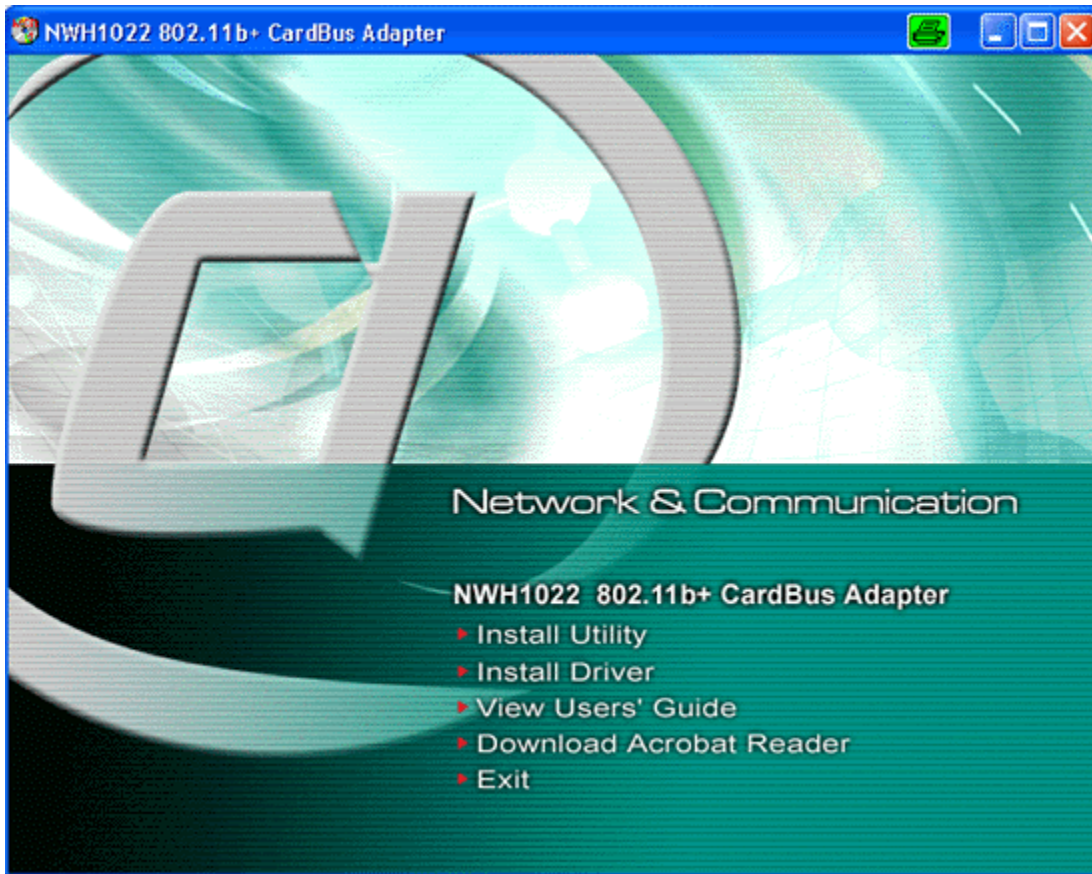 NWH1022 802.11b+ CardBus Adapter
Network & Communication
NWH1022 802.11b+ CardBus Adapter
Install Utility
Install Driver
View Users' Guide
Download Acrobat Reader
Exit